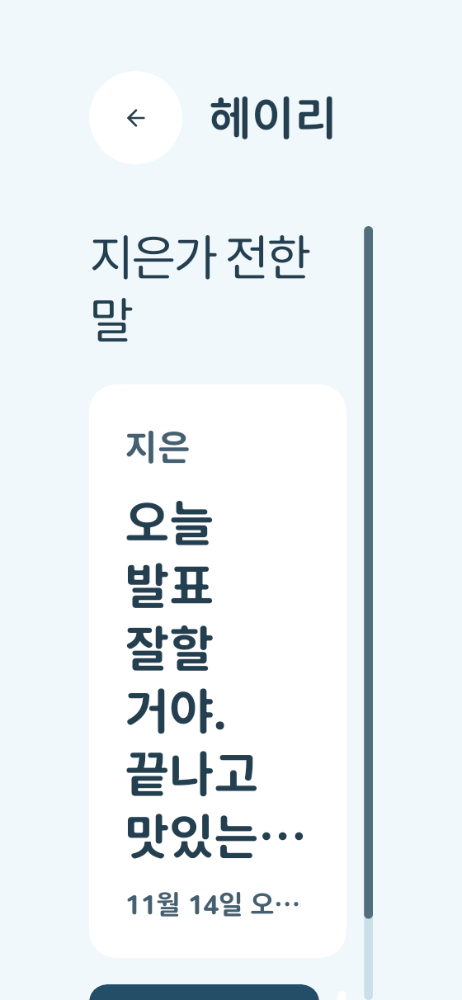 헤이리
지은가 전한
말
지은
오늘
발표
잘할
거야.
끝나고
맛있는…
11월 14일 오…